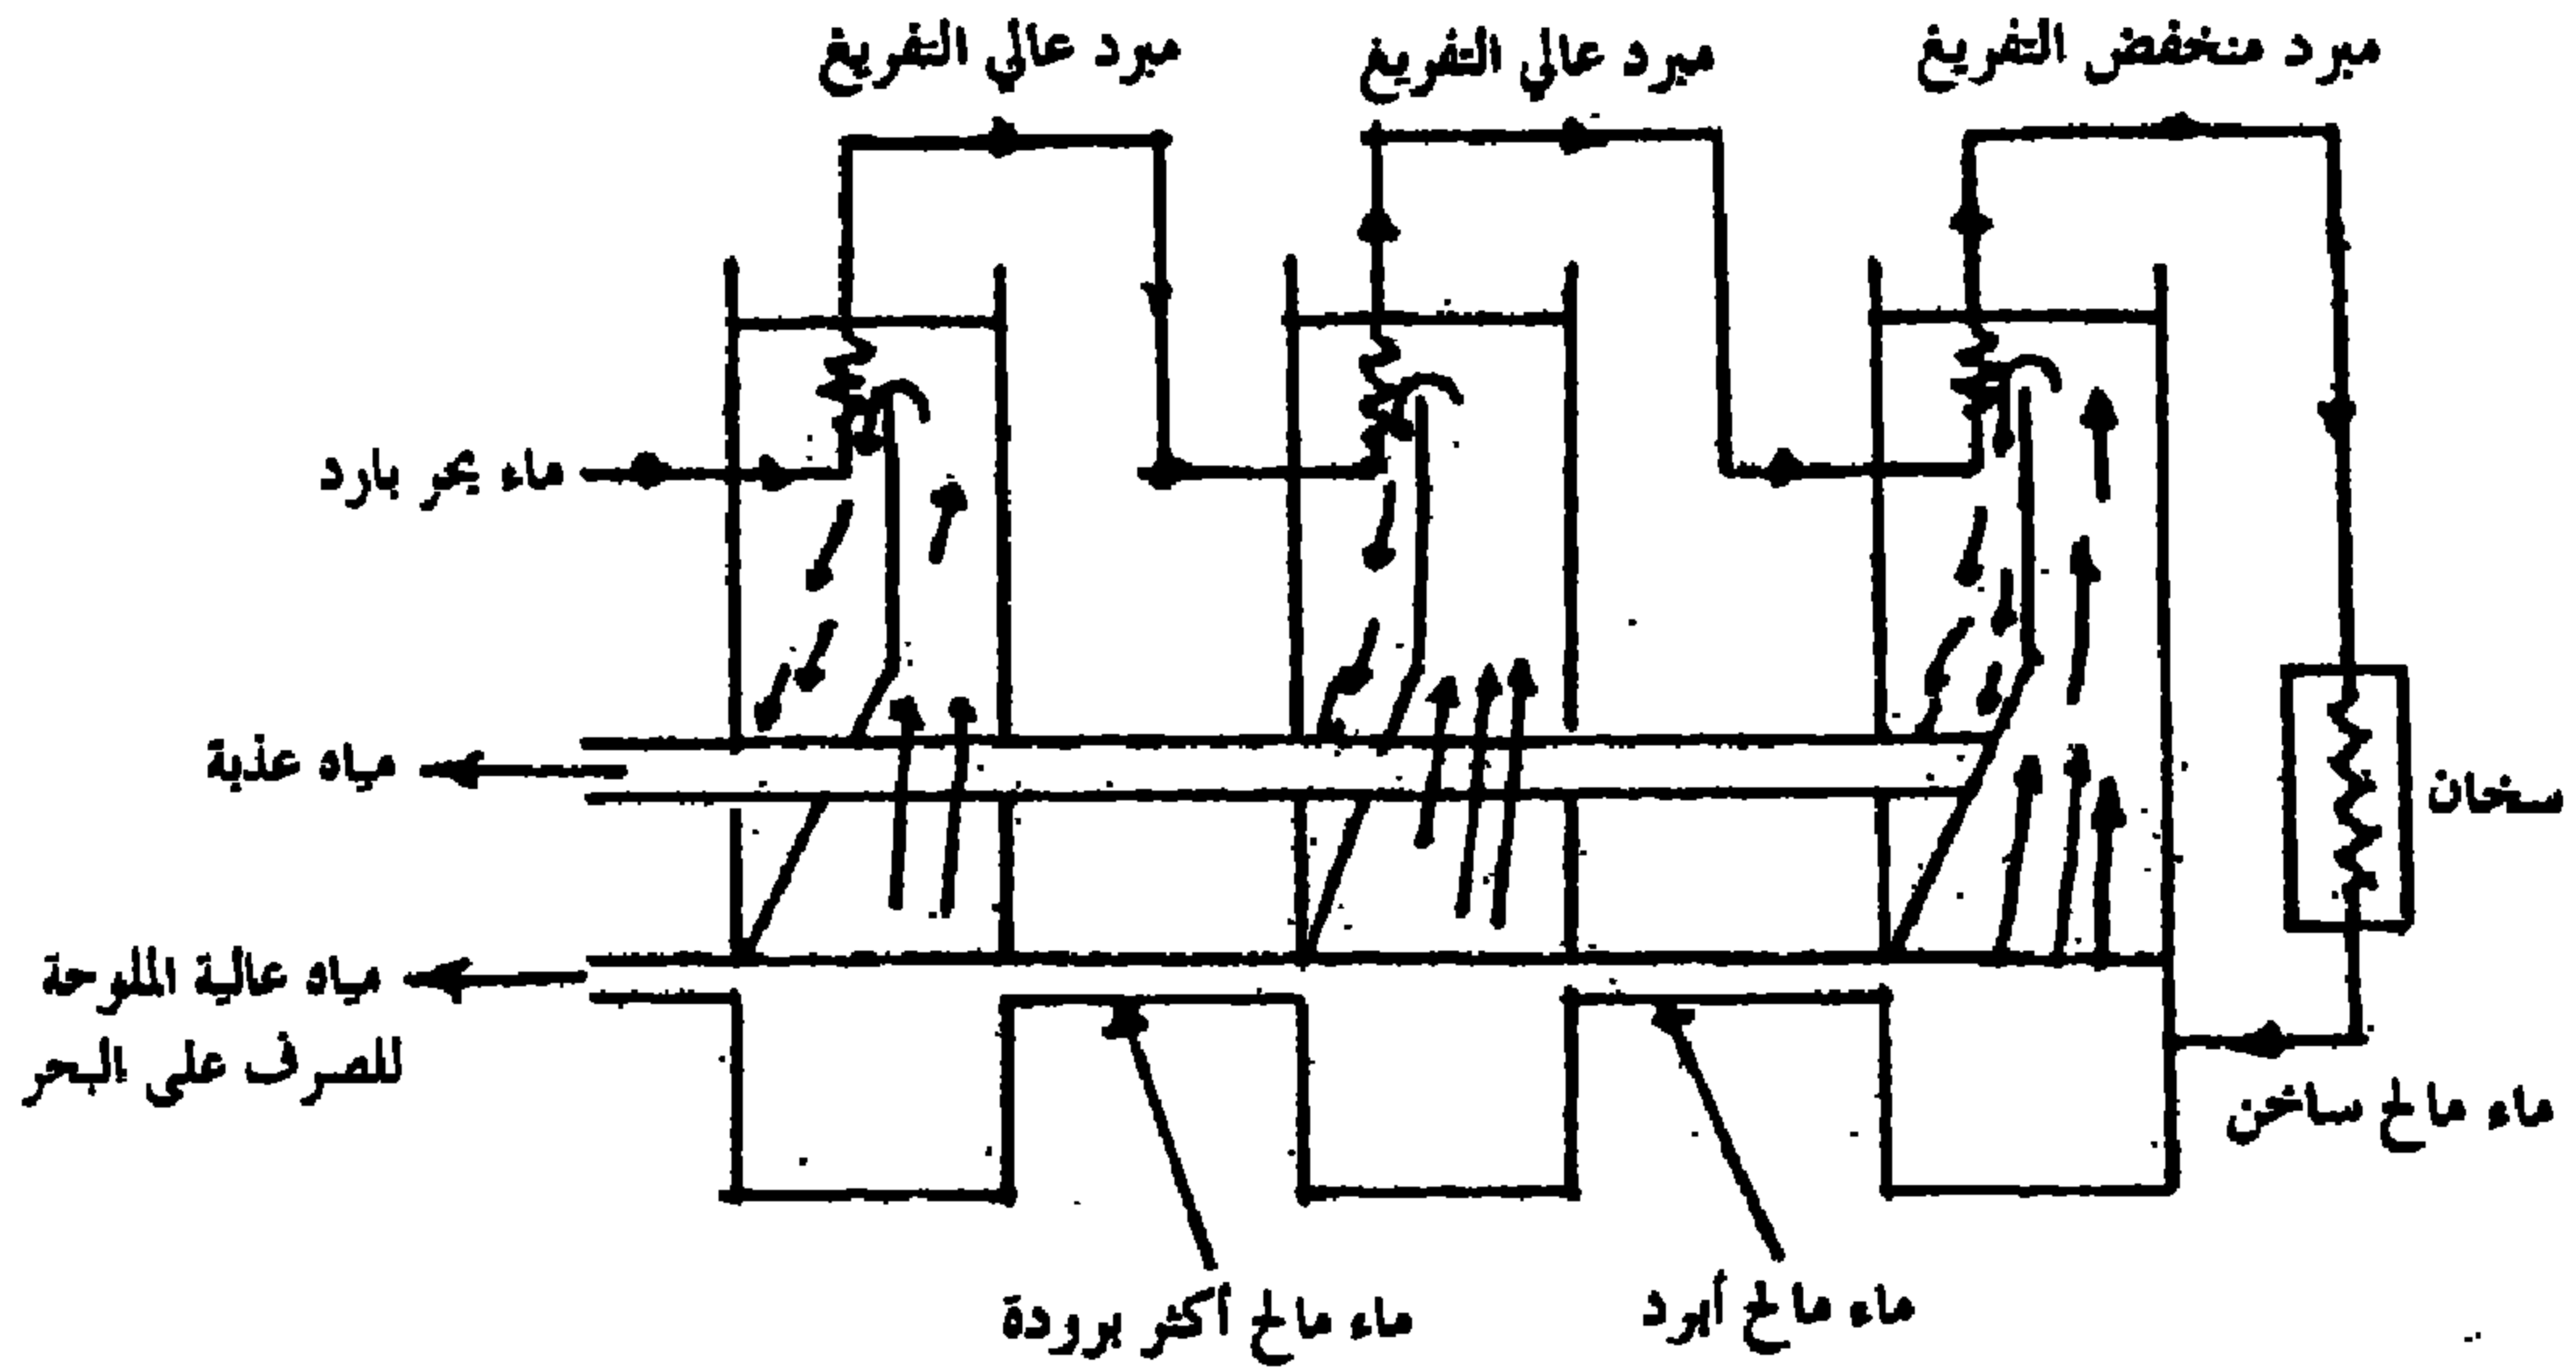 مبرد منخفض التفريغ
مبرد عالي التفريغ
مبرد عالي التفريغ
ماء بحر بارد
مياه عذبة
سخان
مياه عالية الملوحة
للصرف على البحر
ماء مالح ساخن
ماء مالح أبرد
ماء مالح أكثر برودة